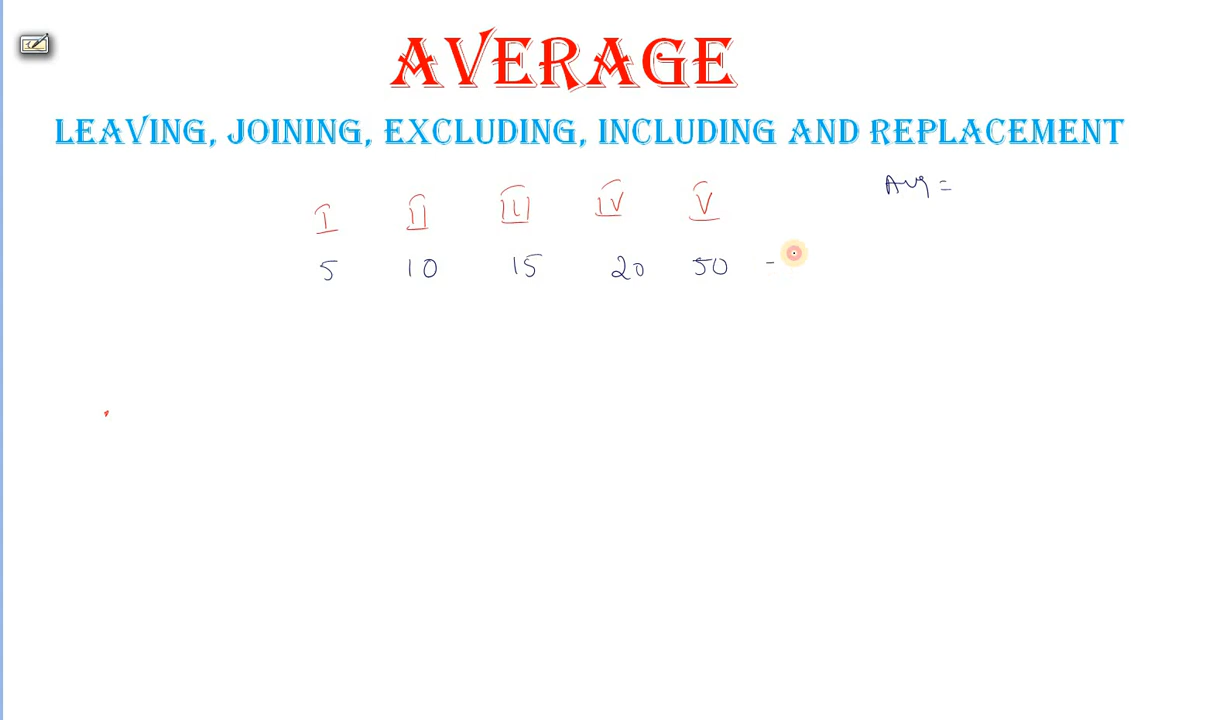 AVERAGE
LEAVING, JOINING, EXCLUDING, INCLUDING AND REPLACEMENT
Avg =
I II III IV V
5 10 15 20 50 -